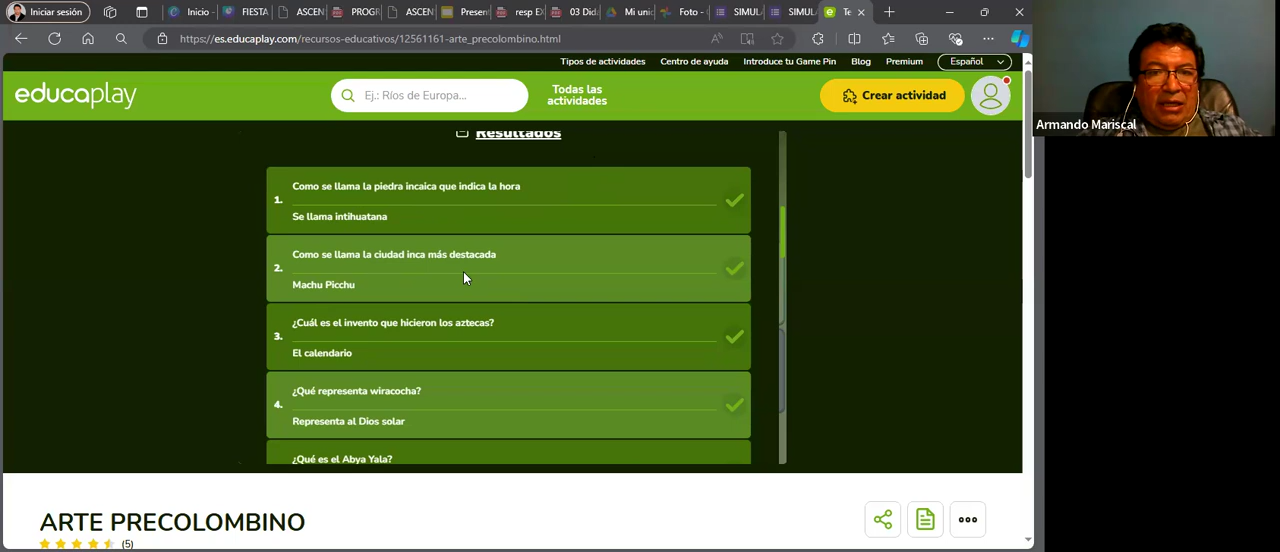 Iniciar sesión
Inicio -
FIESTA
ASCEN
PROGR
ASCEN
Present
resp EX
03 Dida
Mi uni
Foto -
SIMUL
SIMUL
Te
https://es.educaplay.com/recursos-educativos/12561161-arte_precolombino.html
Tipos de actividades
Centro de ayuda
Introduce tu Game Pin
Blog
Premium
Español
educaplay
Ej.: Ríos de Europa...
Todas las
actividades
Crear actividad
Armando Mariscal
Resultados
1.
Como se llama la piedra incaica que indica la hora
Se llama intihuatana
2.
Como se llama la ciudad inca más destacada
Machu Picchu
3.
¿Cuál es el invento que hicieron los aztecas?
El calendario
4.
¿Qué representa wiracocha?
Representa al Dios solar
¿Qué es el Abya Yala?
ARTE PRECOLOMBINO
(5)